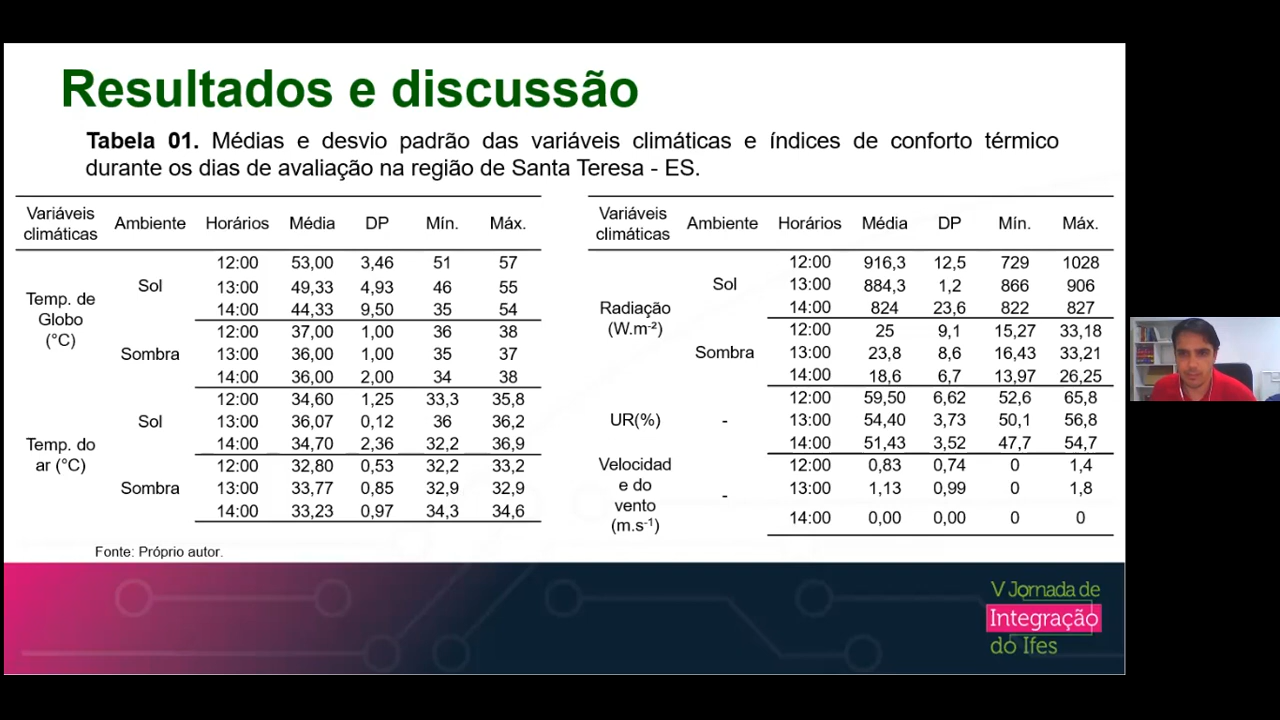 Resultados e discussão
Tabela 01. Médias e desvio padrão das variáveis climáticas e índices de conforto térmico
durante os dias de avaliação na região de Santa Teresa - ES.
Variáveis climáticas Ambiente Horários Média DP Mín. Máx.
Temp. de Globo (°C)
Sol
12:00 53,00 3,46 51 57
13:00 49,33 4,93 46 55
14:00 44,33 9,50 35 54
Sombra
12:00 37,00 1,00 36 38
13:00 36,00 1,00 35 37
14:00 36,00 2,00 34 38
Temp. do ar (°C)
Sol
12:00 34,60 1,25 33,3 35,8
13:00 36,07 0,12 36 36,2
14:00 34,70 2,36 32,2 36,9
Sombra
12:00 32,80 0,53 32,2 33,2
13:00 33,77 0,85 32,9 32,9
14:00 33,23 0,97 34,3 34,6
Fonte: Próprio autor.
Variáveis climáticas Ambiente Horários Média DP Mín. Máx.
Radiação (W.m-²)
Sol
12:00 916,3 12,5 729 1028
13:00 884,3 1,2 866 906
14:00 824 23,6 822 827
Sombra
12:00 25 9,1 15,27 33,18
13:00 23,8 8,6 16,43 33,21
14:00 18,6 6,7 13,97 26,25
UR(%)
-
12:00 59,50 6,62 52,6 65,8
13:00 54,40 3,73 50,1 56,8
14:00 51,43 3,52 47,7 54,7
Velocidad
e do
vento
(m.s-¹)
-
12:00 0,83 0,74 0 1,4
13:00 1,13 0,99 0 1,8
14:00 0,00 0,00 0 0
V Jornada de
Integração
do Ifes